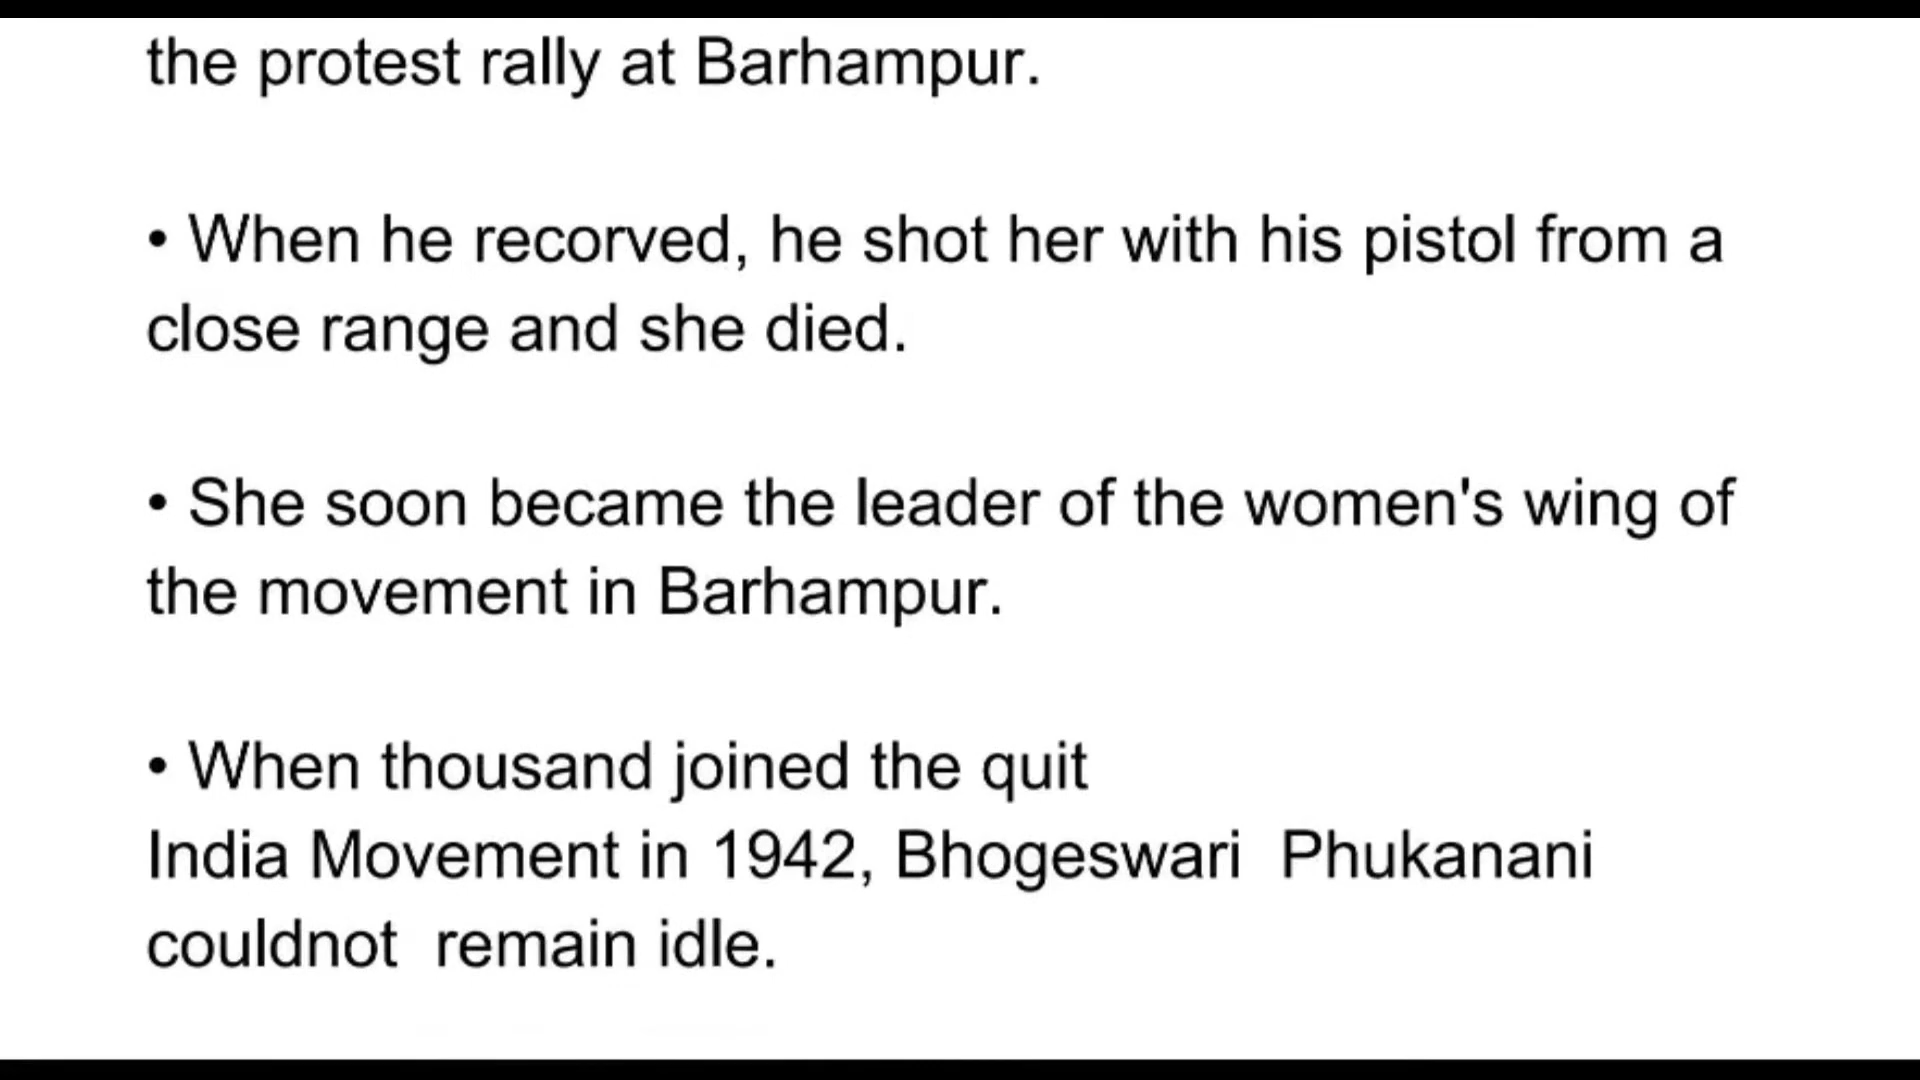 the protest rally at Barhampur.
• When he recorved, he shot her with his pistol from a
close range and she died.
• She soon became the leader of the women's wing of
the movement in Barhampur.
• When thousand joined the quit
India Movement in 1942, Bhogeswari  Phukanani
couldnot  remain idle.